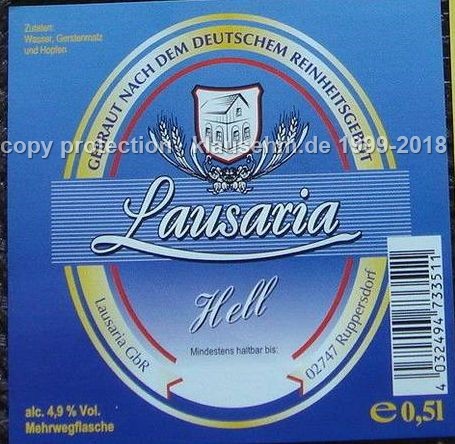 Zutaten:
Wasser, Gerstenmalz
und Hopfen
GEBRAUT NACH DEM DEUTSCHEM REINHEITSGEBOT
copy protection klausehm.de 1999-2018
Lausaria
Hell
Mindestens haltbar bis:
Lausaria GbR
02747 Ruppersdorf
4 032494 733511
alc. 4,9 % Vol.
Mehrwegflasche
e 0,5l